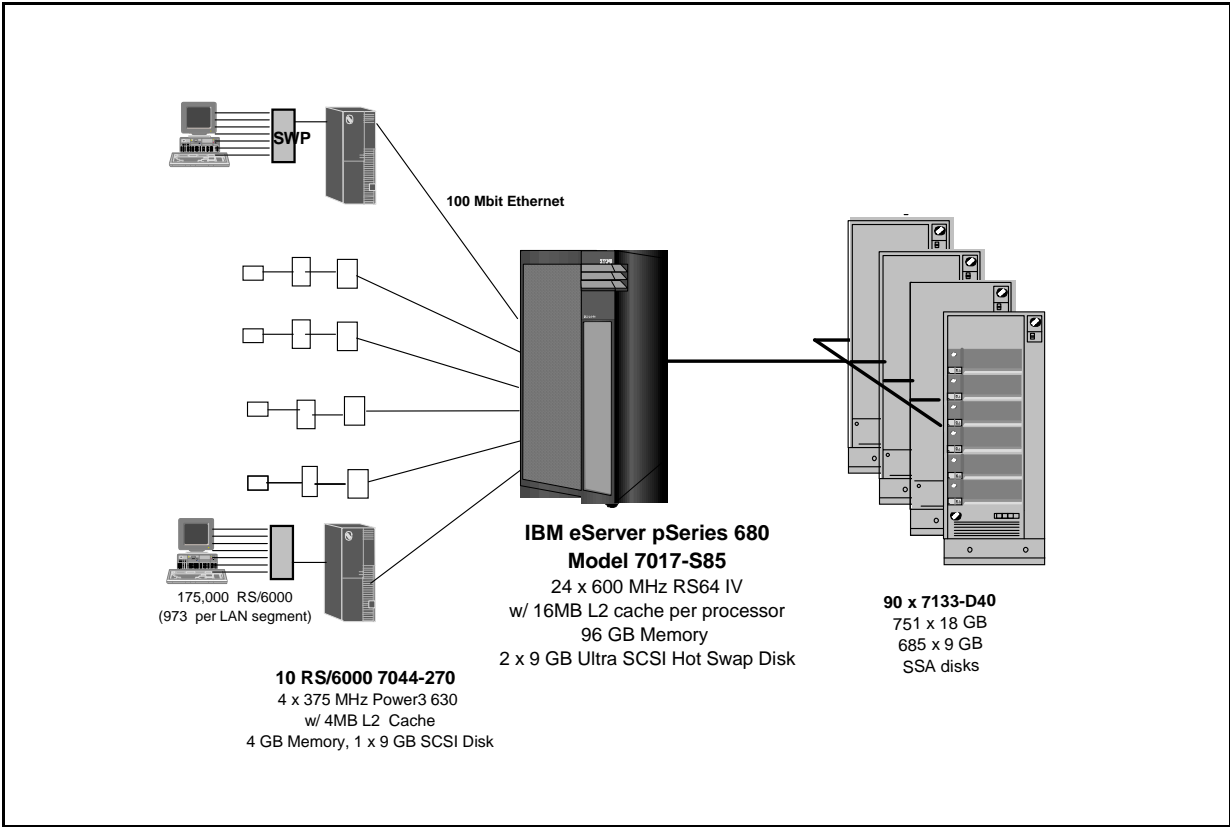 SWP
100 Mbit Ethernet
IBM eServer pSeries 680
Model 7017-S85
24 x 600 MHz RS64 IV
w/ 16MB L2 cache per processor
96 GB Memory
2 x 9 GB Ultra SCSI Hot Swap Disk
175,000 RS/6000
(973 per LAN segment)
90 x 7133-D40
751 x 18 GB
685 x 9 GB
SSA disks
10 RS/6000 7044-270
4 x 375 MHz Power3 630
w/ 4MB L2 Cache
4 GB Memory, 1 x 9 GB SCSI Disk